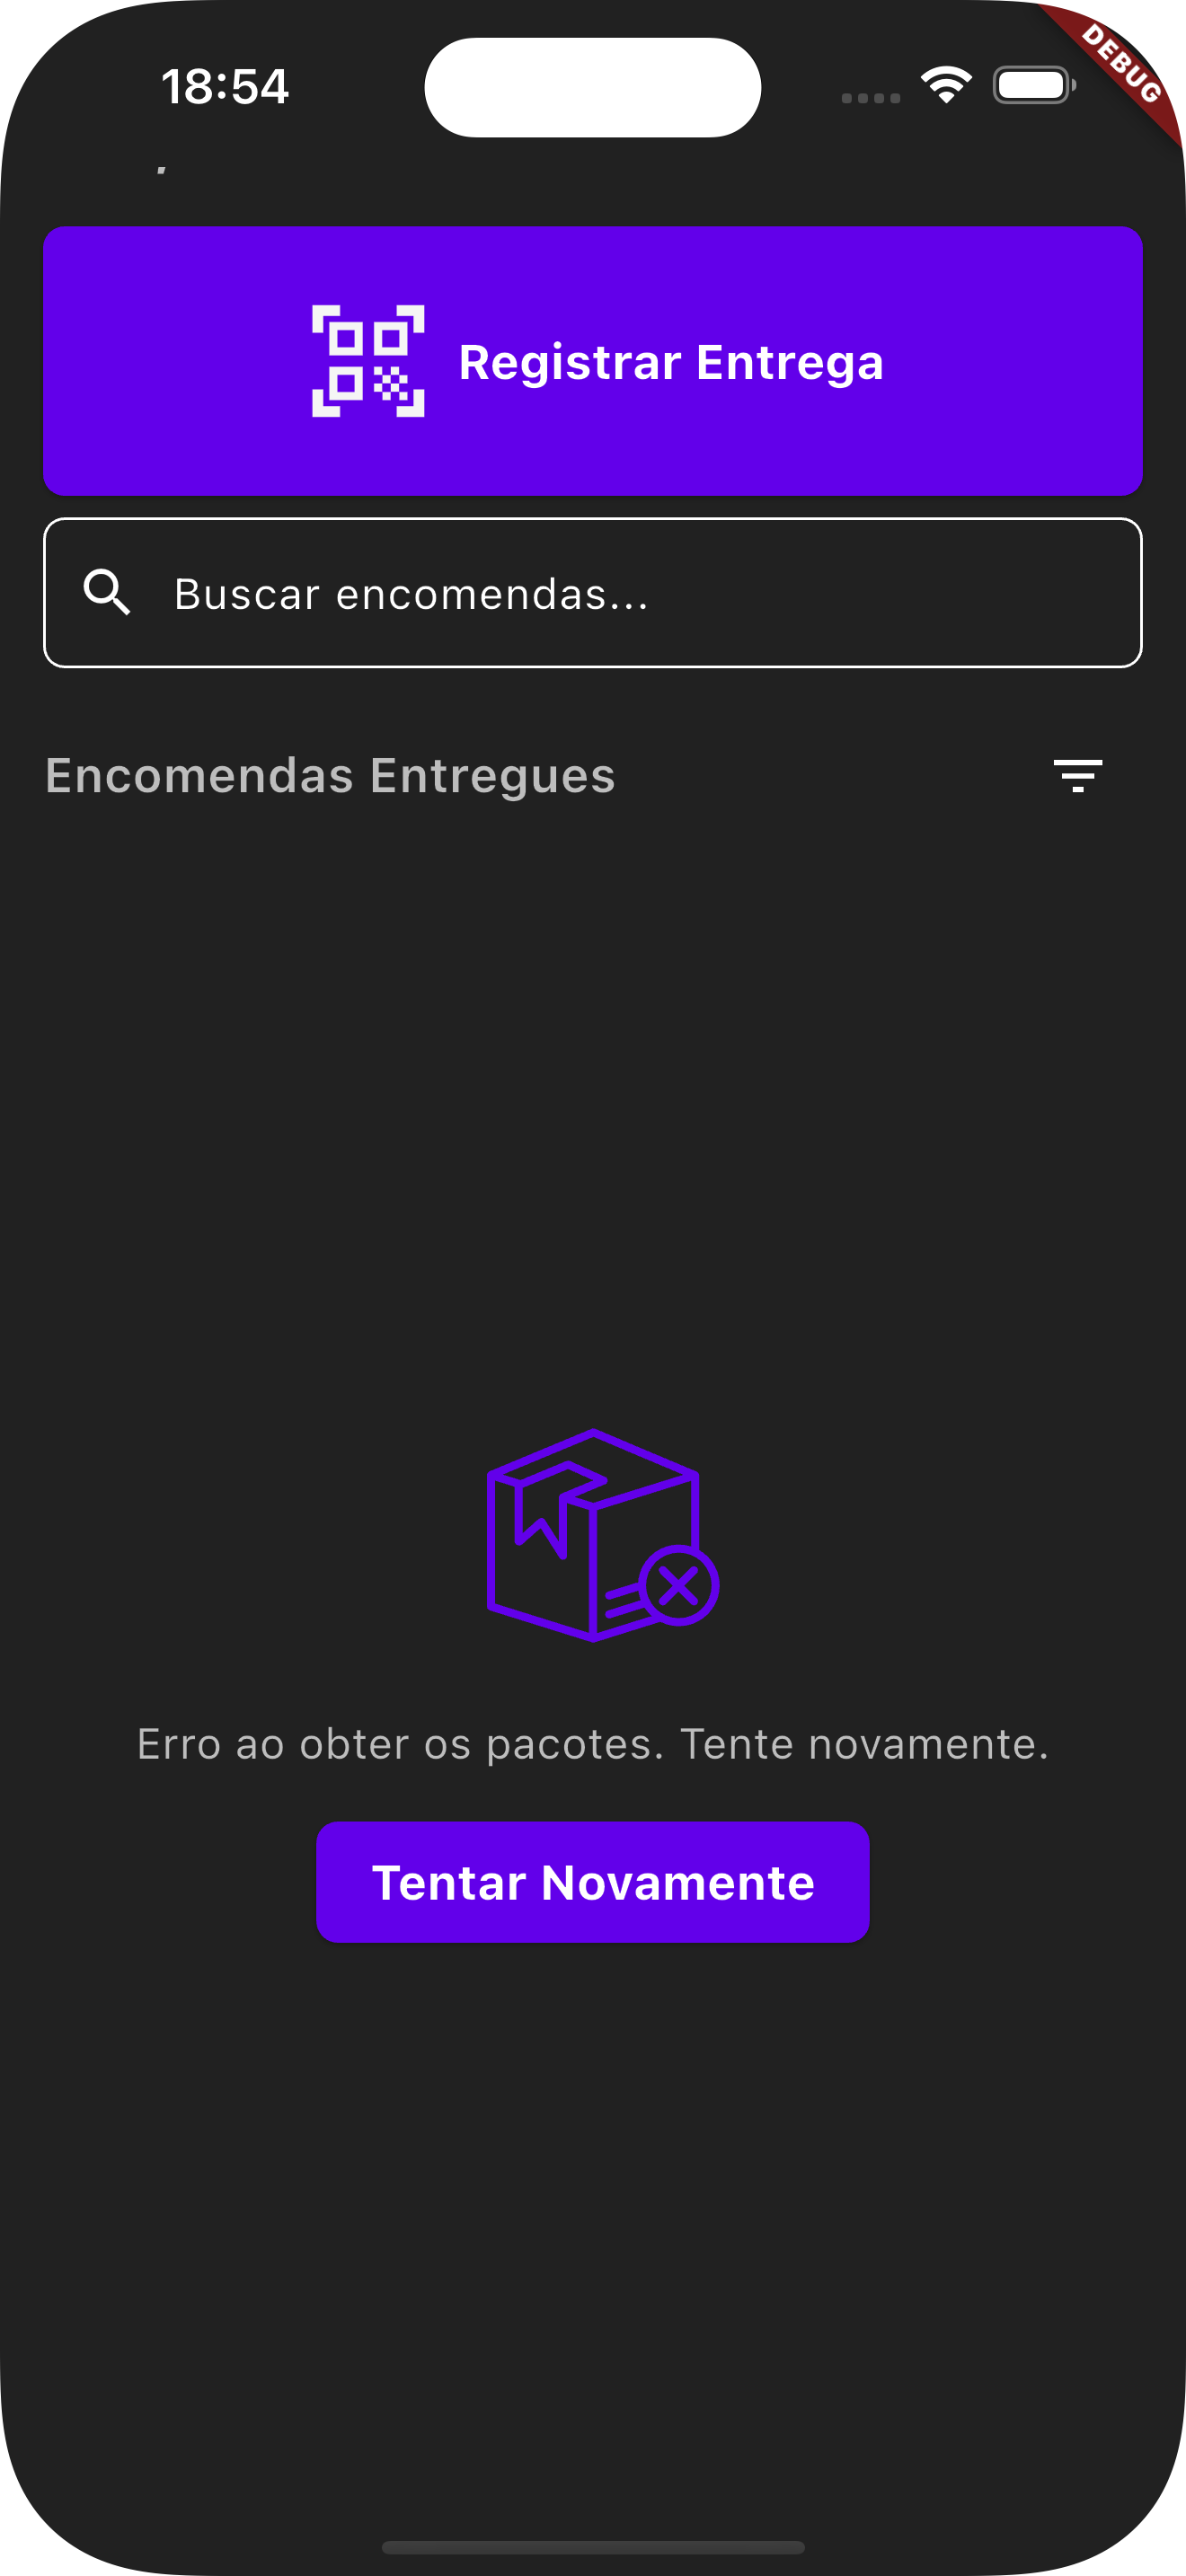 18:54
DEBUG
Registrar Entrega
Buscar encomendas...
Encomendas Entregues
Erro ao obter os pacotes. Tente novamente.
Tentar Novamente